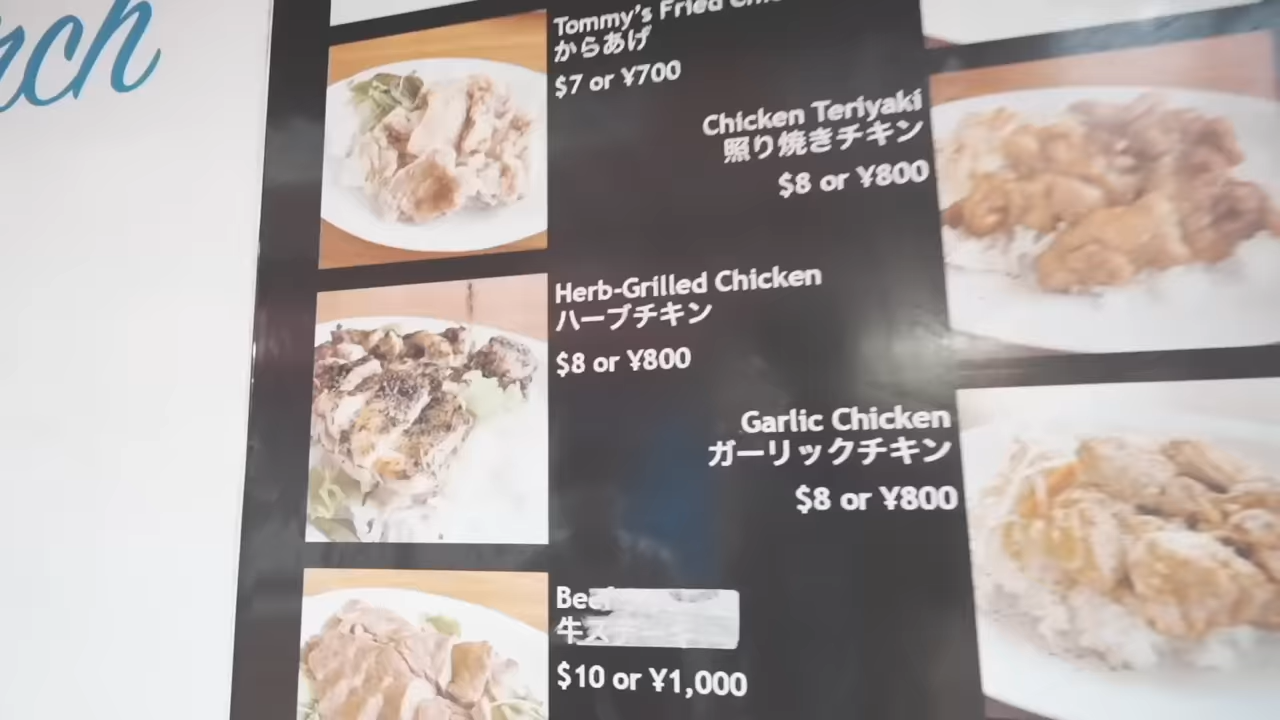 Tommy's Fried
からあげ
$7 or ¥700
Chicken Teriyaki
照り焼きチキン
$8 or ¥800
Herb-Grilled Chicken
ハーブチキン
$8 or ¥800
Garlic Chicken
ガーリックチキン
$8 or ¥800
Beef
牛ス
$10 or ¥1,000